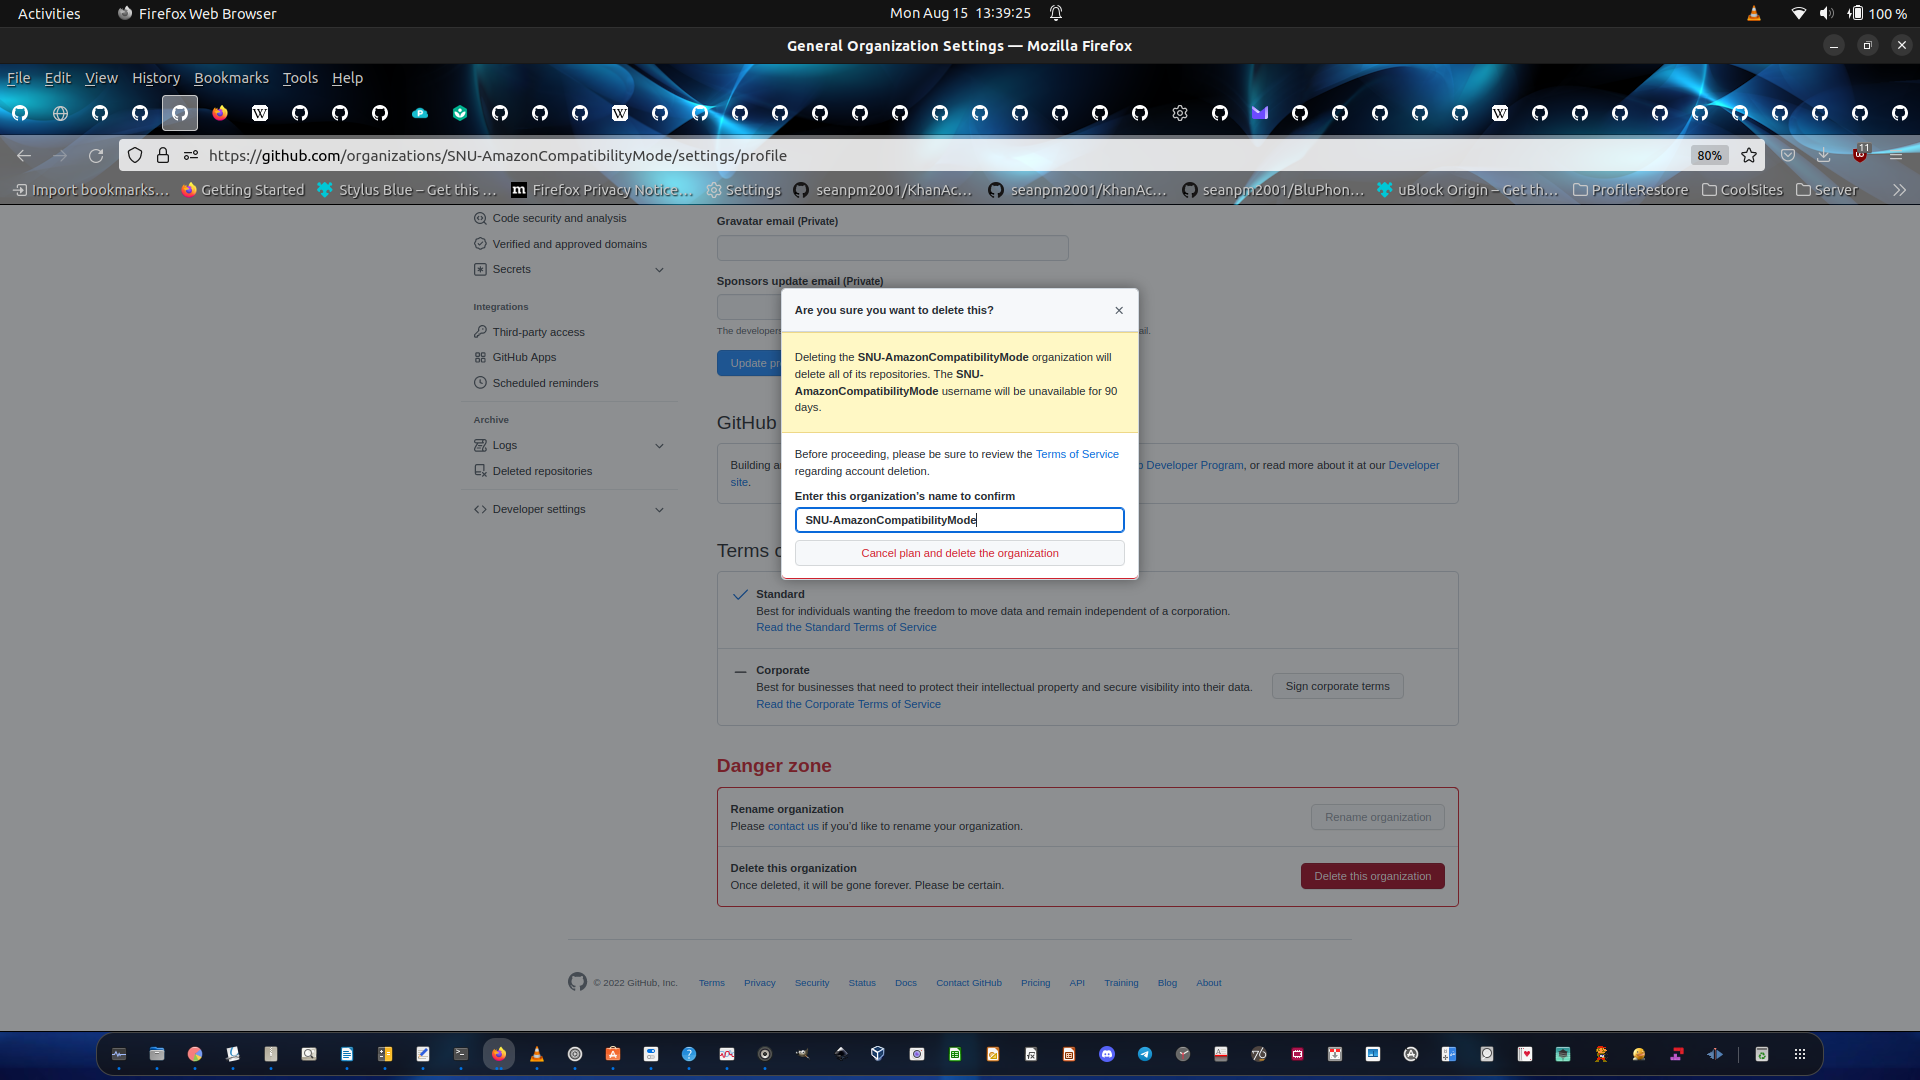 Activities
Firefox Web Browser
Mon Aug 15 13:39:25
100 %
General Organization Settings — Mozilla Firefox
File Edit View History Bookmarks Tools Help
https://github.com/organizations/SNU-AmazonCompatibilityMode/settings/profile
80%
11
Import bookmarks…
Getting Started
Stylus Blue – Get this …
Firefox Privacy Notice…
Settings
seanpm2001/KhanAc…
seanpm2001/KhanAc…
seanpm2001/BluPhon…
uBlock Origin – Get th…
ProfileRestore
CoolSites
Server
Code security and analysis
Verified and approved domains
Secrets
Integrations
Third-party access
GitHub Apps
Scheduled reminders
Archive
Logs
Deleted repositories
Developer settings
Gravatar email (Private)
Sponsors update email (Private)
The developers
ail.
Update pr
GitHub
Building a
Developer Program, or read more about it at our Developer
site.
Are you sure you want to delete this?
Deleting the SNU-AmazonCompatibilityMode organization will
delete all of its repositories. The SNU-
AmazonCompatibilityMode username will be unavailable for 90
days.
Before proceeding, please be sure to review the Terms of Service
regarding account deletion.
Enter this organization's name to confirm
SNU-AmazonCompatibilityMode
Cancel plan and delete the organization
Terms
Standard
Best for individuals wanting the freedom to move data and remain independent of a corporation.
Read the Standard Terms of Service
Corporate
Best for businesses that need to protect their intellectual property and secure visibility into their data.
Read the Corporate Terms of Service
Sign corporate terms
Danger zone
Rename organization
Please contact us if you'd like to rename your organization.
Rename organization
Delete this organization
Once deleted, it will be gone forever. Please be certain.
Delete this organization
© 2022 GitHub, Inc.
Terms
Privacy
Security
Status
Docs
Contact GitHub
Pricing
API
Training
Blog
About